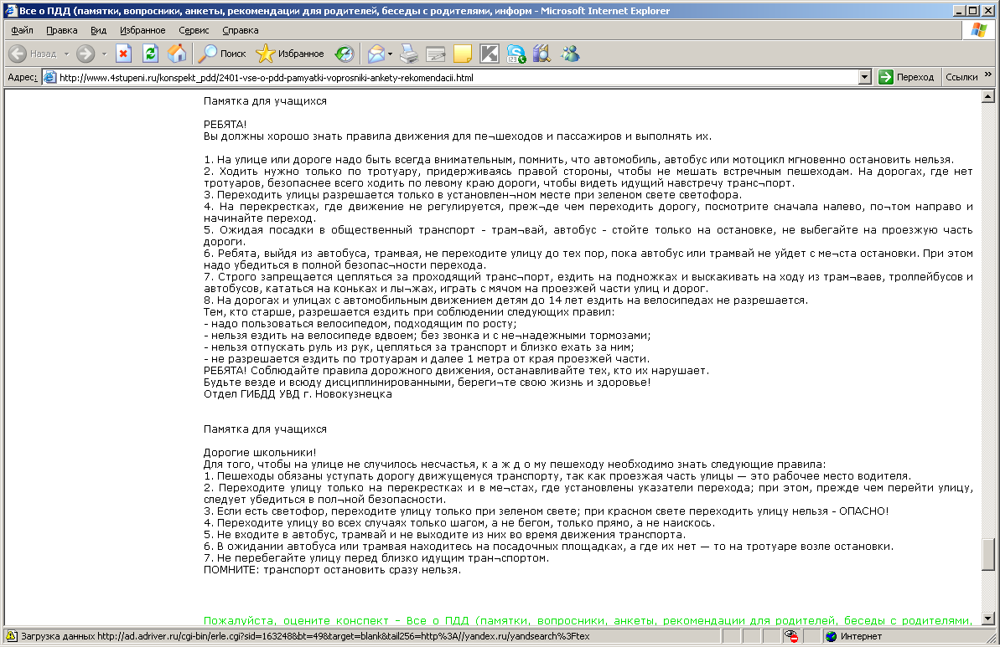 Все о ПДД (памятки, вопросники, анкеты, рекомендации для родителей, беседы с родителями, информ - Microsoft Internet Explorer
Файл Правка Вид Избранное Сервис Справка
Назад Поиск Избранное
Адрес: http://www.4stupeni.ru/konspekt_pdd/2401-vse-o-pdd-pamyatki-voprosniki-ankety-rekomendacii.html Переход Ссылки »
Памятка для учащихся
РЕБЯТА!
Вы должны хорошо знать правила движения для пе¬шеходов и пассажиров и выполнять их.
1. На улице или дороге надо быть всегда внимательным, помнить, что автомобиль, автобус или мотоцикл мгновенно остановить нельзя.
2. Ходить нужно только по тротуару, придерживаясь правой стороны, чтобы не мешать встречным пешеходам. На дорогах, где нет
тротуаров, безопаснее всего ходить по левому краю дороги, чтобы видеть идущий навстречу транс¬порт.
3. Переходить улицы разрешается только в установлен¬ном месте при зеленом свете светофора.
4. На перекрестках, где движение не регулируется, преж¬де чем переходить дорогу, посмотрите сначала налево, по¬том направо и
начинайте переход.
5. Ожидая посадки в общественный транспорт - трам¬вай, автобус - стойте только на остановке, не выбегайте на проезжую часть
дороги.
6. Ребята, выйдя из автобуса, трамвая, не переходите улицу до тех пор, пока автобус или трамвай не уйдет с ме¬ста остановки. При этом
надо убедиться в полной безопас¬ности перехода.
7. Строго запрещается цепляться за проходящий транс¬порт, ездить на подножках и выскакивать на ходу из трам¬ваев, троллейбусов и
автобусов, кататься на коньках и лы¬жах, играть с мячом на проезжей части улиц и дорог.
8. На дорогах и улицах с автомобильным движением детям до 14 лет ездить на велосипедах не разрешается.
Тем, кто старше, разрешается ездить при соблюдении следующих правил:
- надо пользоваться велосипедом, подходящим по росту;
- нельзя ездить на велосипеде вдвоем; без звонка и с не¬надежными тормозами;
- нельзя отпускать руль из рук, цепляться за транспорт и близко ехать за ним;
- не разрешается ездить по тротуарам и далее 1 метра от края проезжей части.
РЕБЯТА! Соблюдайте правила дорожного движения, останавливайте тех, кто их нарушает.
Будьте везде и всюду дисциплинированными, береги¬те свою жизнь и здоровье!
Отдел ГИБДД УВД г. Новокузнецка
Памятка для учащихся
Дорогие школьники!
Для того, чтобы на улице не случилось несчастья, к а ж д о му пешеходу необходимо знать следующие правила:
1. Пешеходы обязаны уступать дорогу движущемуся транспорту, так как проезжая часть улицы — это рабочее место водителя.
2. Переходите улицу только на перекрестках и в ме¬стах, где установлены указатели перехода; при этом, прежде чем перейти улицу,
следует убедиться в пол¬ной безопасности.
3. Если есть светофор, переходите улицу только при зеленом свете; при красном свете переходить улицу нельзя - ОПАСНО!
4. Переходите улицу во всех случаях только шагом, а не бегом, только прямо, а не наискось.
5. Не входите в автобус, трамвай и не выходите из них во время движения транспорта.
6. В ожидании автобуса или трамвая находитесь на посадочных площадках, а где их нет — то на тротуаре возле остановки.
7. Не перебегайте улицу перед близко идущим тран¬спортом.
ПОМНИТЕ: транспорт остановить сразу нельзя.
Пожалуйста, оцените конспект - Все о ПДД (памятки, вопросники, анкеты, рекомендации для родителей, беседы с родителями,
Загрузка данных http://ad.adriver.ru/cgi-bin/erle.cgi?sid=163248&bt=49&target=blank&tail256=http%3A//yandex.ru/yandsearch%3Ftex Интернет